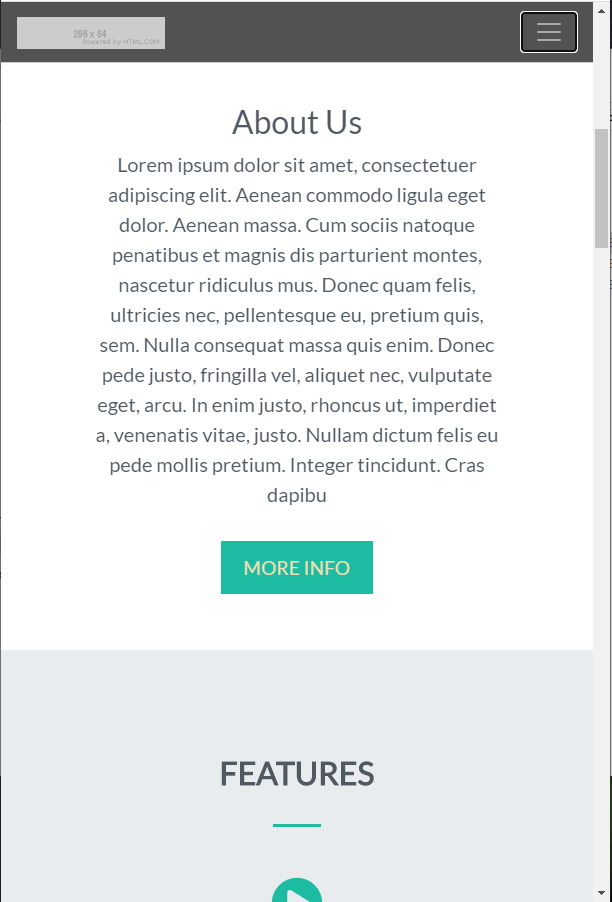 296 x 64
Powered by HTML.COM
About Us
Lorem ipsum dolor sit amet, consectetuer
adipiscing elit. Aenean commodo ligula eget
dolor. Aenean massa. Cum sociis natoque
penatibus et magnis dis parturient montes,
nascetur ridiculus mus. Donec quam felis,
ultricies nec, pellentesque eu, pretium quis,
sem. Nulla consequat massa quis enim. Donec
pede justo, fringilla vel, aliquet nec, vulputate
eget, arcu. In enim justo, rhoncus ut, imperdiet
a, venenatis vitae, justo. Nullam dictum felis eu
pede mollis pretium. Integer tincidunt. Cras
dapibu
MORE INFO
FEATURES